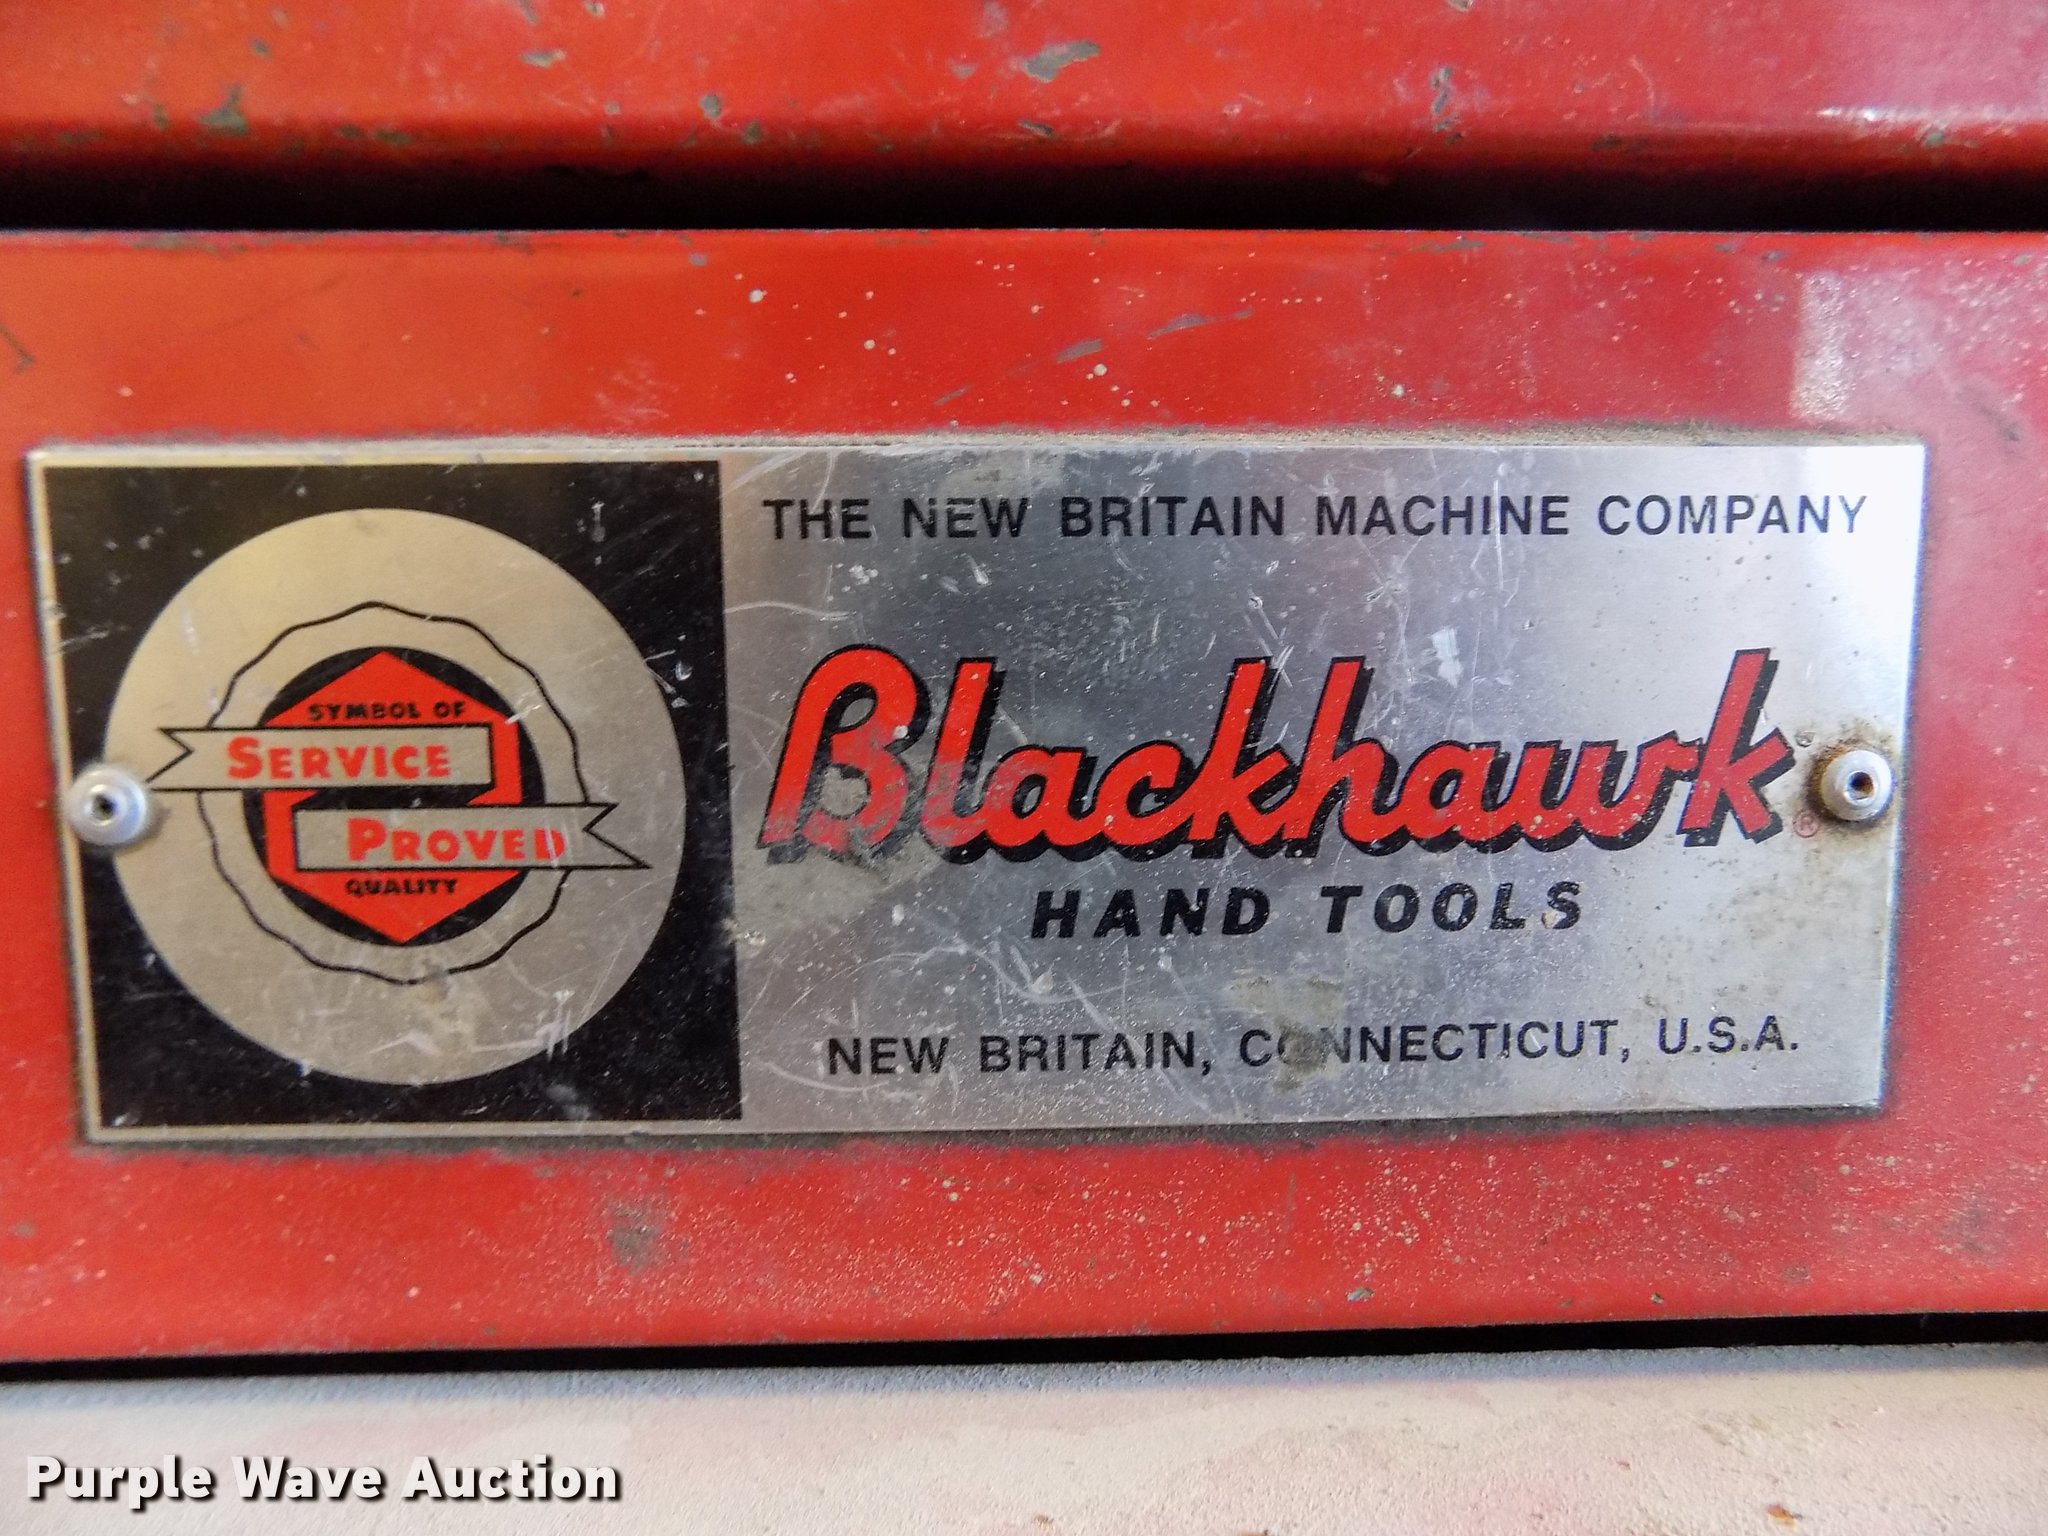 THE NEW BRITAIN MACHINE COMPANY
SYMBOL OF
SERVICE
PROVED
QUALITY
Blackhawk ®
HAND TOOLS
NEW BRITAIN, CONNECTICUT, U.S.A.
Purple Wave Auction